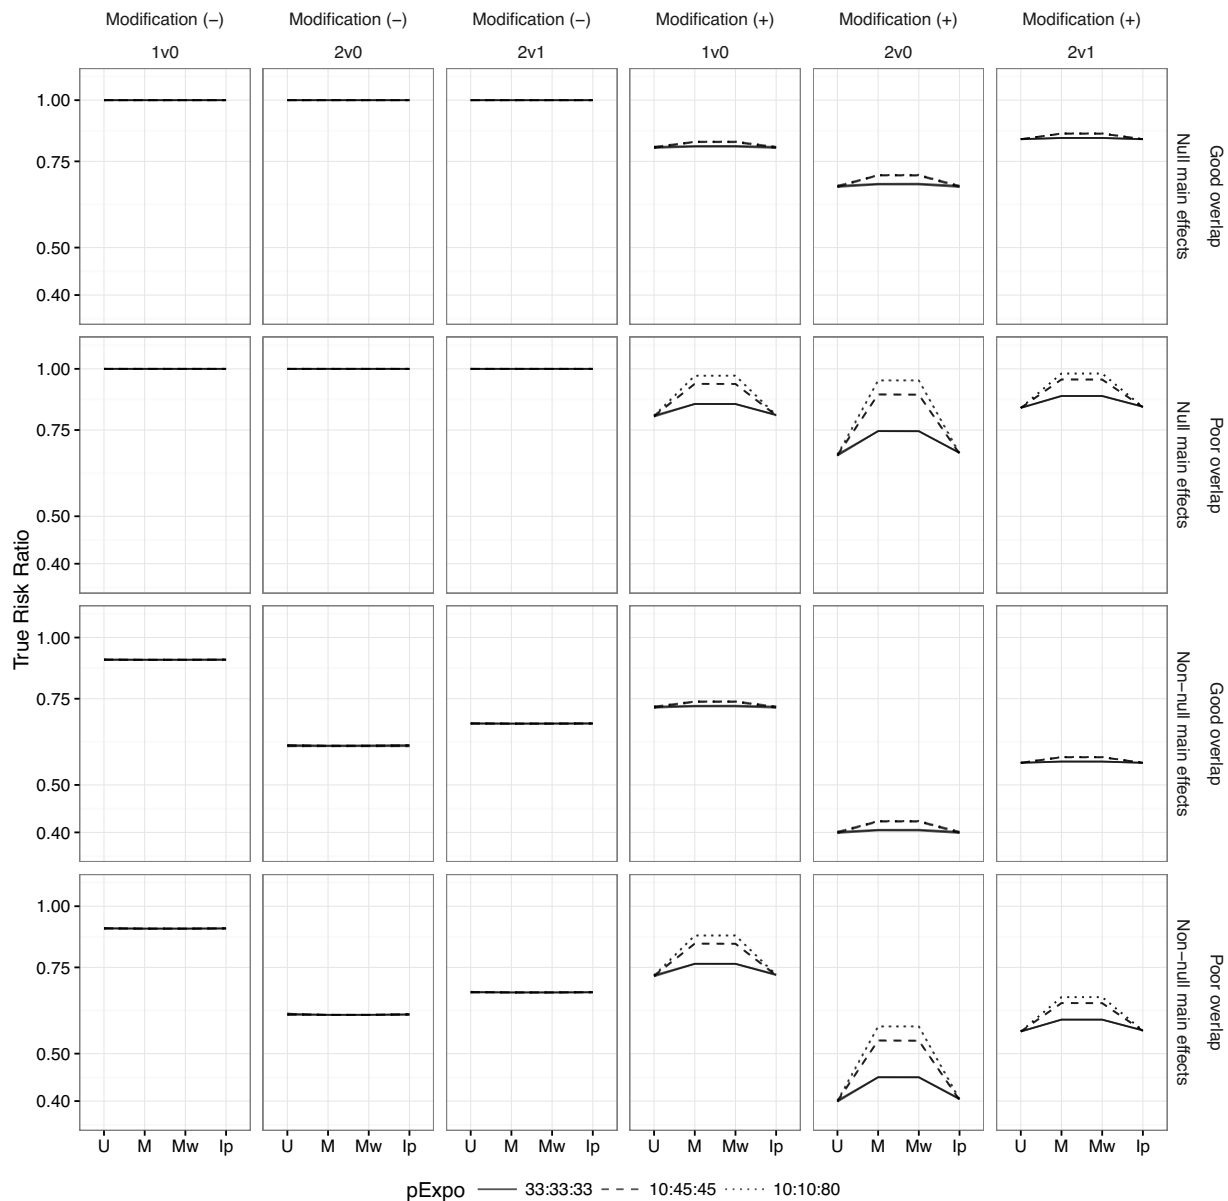 Modification (−) Modification (−) Modification (−) Modification (+) Modification (+) Modification (+)
1v0 2v0 2v1 1v0 2v0 2v1
True Risk Ratio
1.00
0.75
0.50
0.40
Good overlap
Null main effects
1.00
0.75
0.50
0.40
Poor overlap
Null main effects
1.00
0.75
0.50
0.40
Good overlap
Non−null main effects
1.00
0.75
0.50
0.40
Poor overlap
Non−null main effects
U M Mw Ip U M Mw Ip U M Mw Ip U M Mw Ip U M Mw Ip U M Mw Ip
pExpo 33:33:33 10:45:45 10:10:80